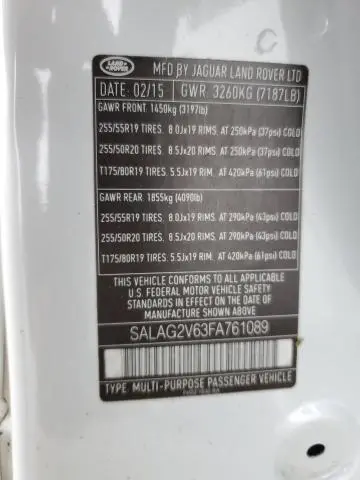 LAND
ROVER
MFD BY JAGUAR LAND ROVER LTD
DATE: 02/15 GWR: 3260KG (7187LB)
GAWR FRONT: 1450kg (3197lb)
255/55R19 TIRES. 8.0Jx19 RIMS. AT 250kPa (37psi) COLD
255/50R20 TIRES. 8.5Jx20 RIMS. AT 250kPa (37psi) COLD
T175/80R19 TIRES. 5.5Jx19 RIM. AT 420kPa (61psi) COLD
GAWR REAR: 1855kg (4090lb)
255/55R19 TIRES. 8.0Jx19 RIMS. AT 290kPa (43psi) COLD
255/50R20 TIRES. 8.5Jx20 RIMS. AT 290kPa (43psi) COLD
T175/80R19 TIRES. 5.5Jx19 RIM. AT 420kPa (61psi) COLD
THIS VEHICLE CONFORMS TO ALL APPLICABLE
U.S. FEDERAL MOTOR VEHICLE SAFETY
STANDARDS IN EFFECT ON THE DATE OF
MANUFACTURE SHOWN ABOVE.
SALAG2V63FA761089
TYPE: MULTI-PURPOSE PASSENGER VEHICLE